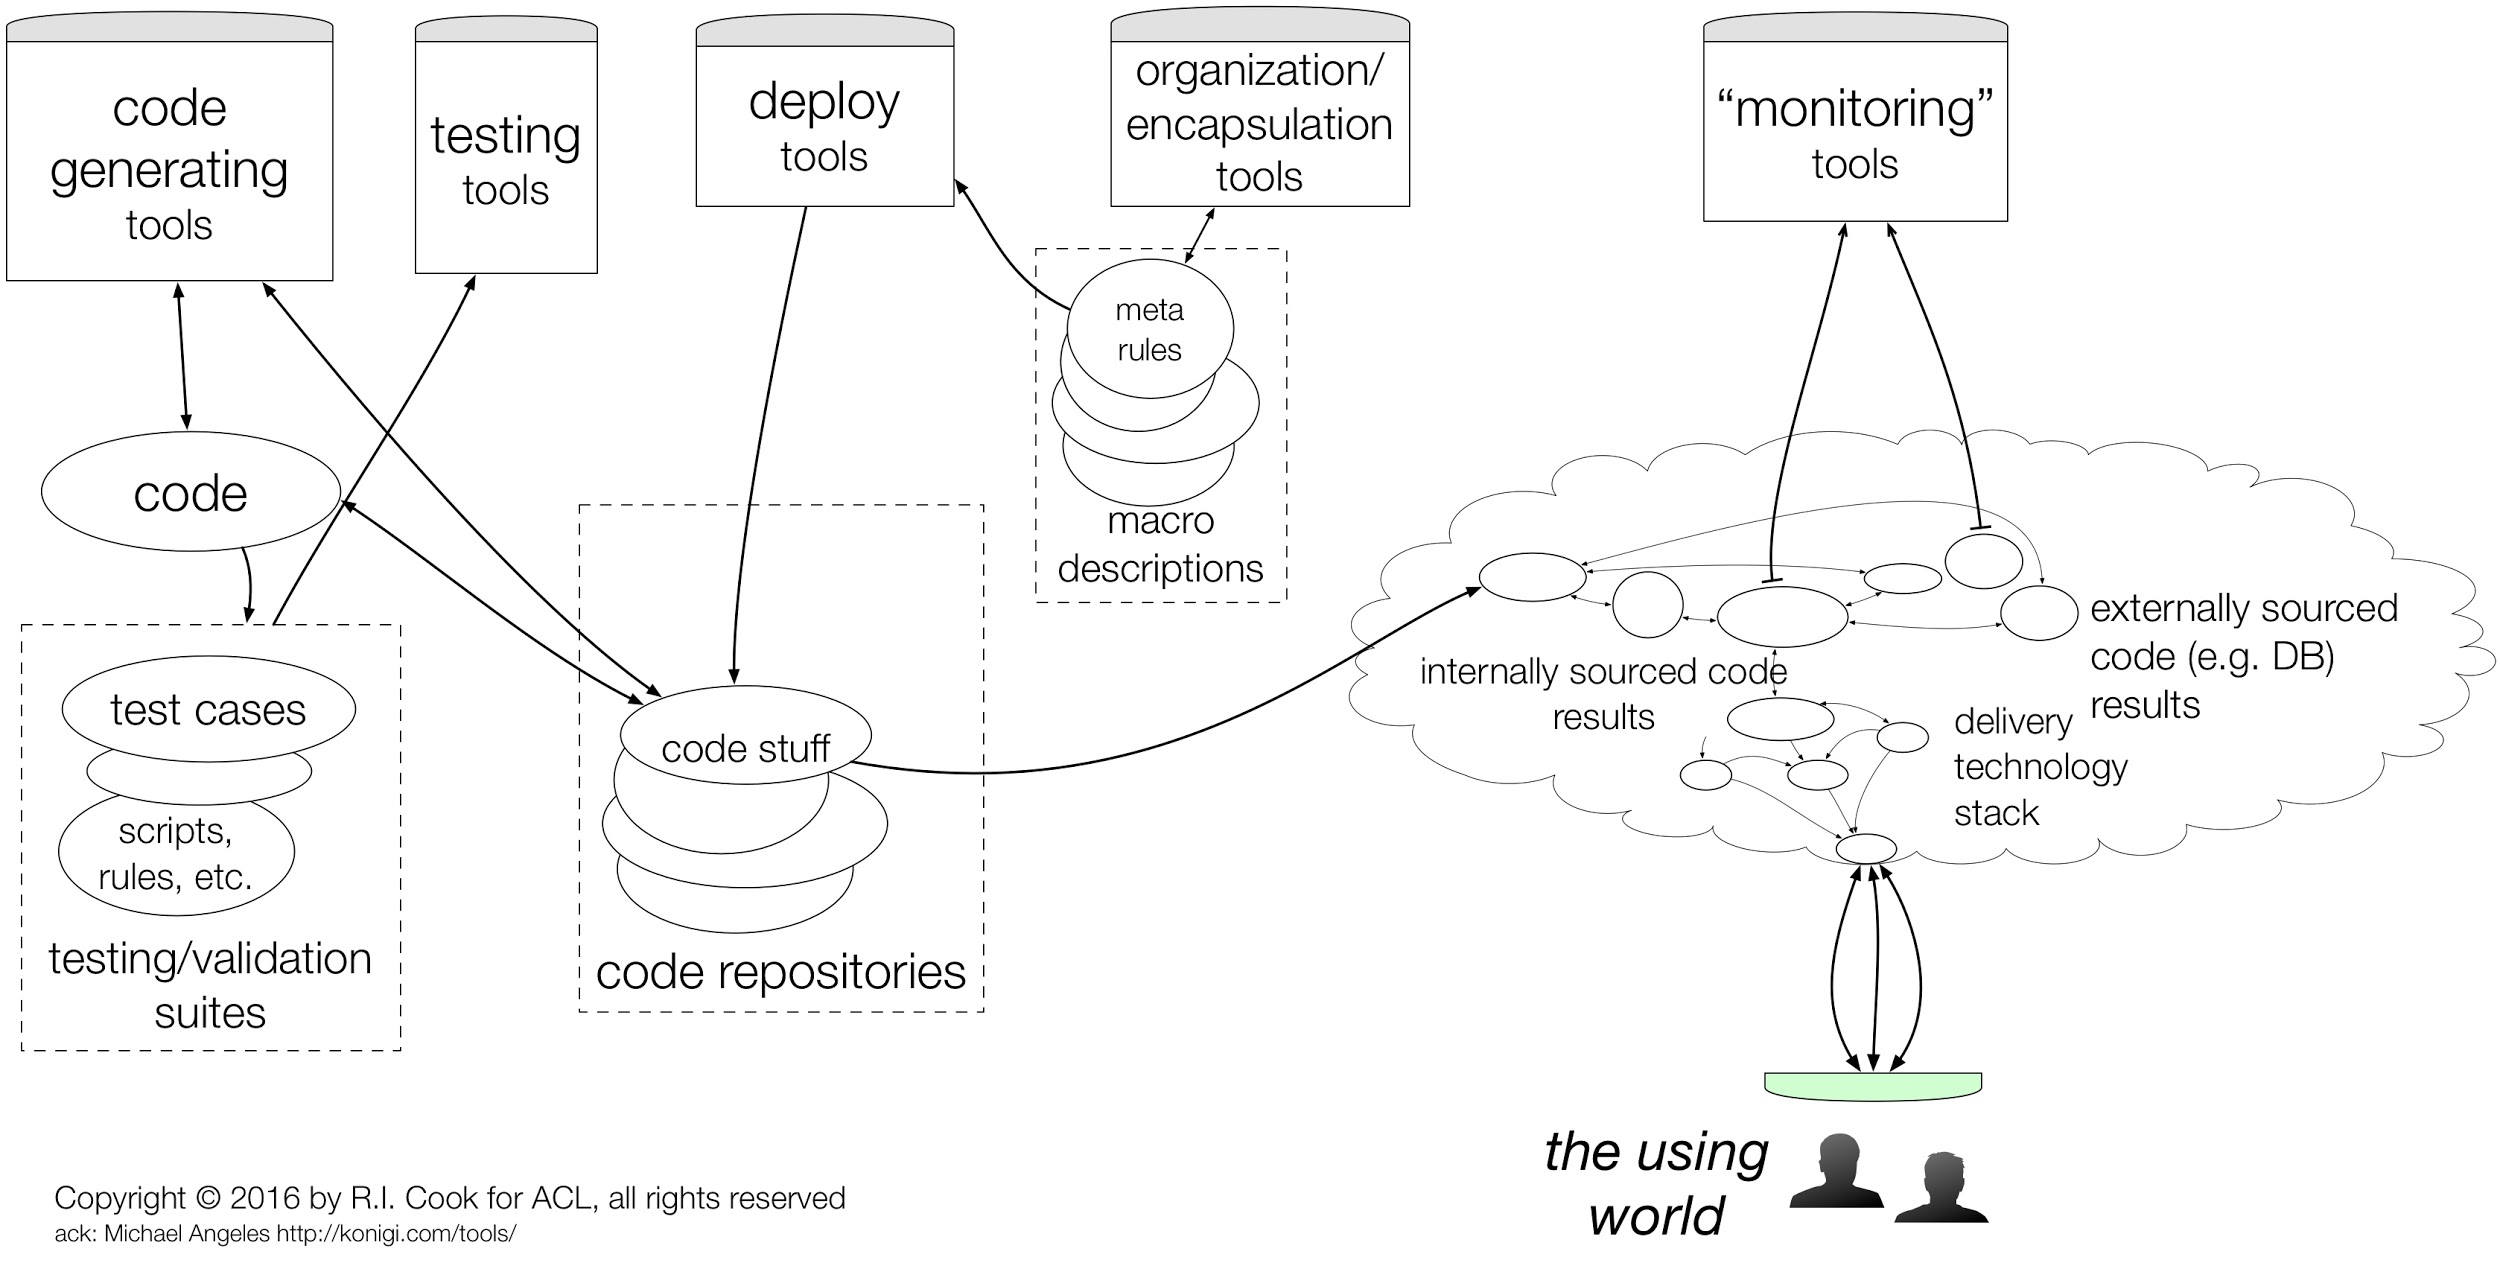 code
generating
tools
testing
tools
deploy
tools
organization/
encapsulation
tools
“monitoring”
tools
meta
rules
macro
descriptions
code
test cases
scripts,
rules, etc.
testing/validation
suites
code stuff
code repositories
internally sourced code
results
externally sourced
code (e.g. DB)
results
delivery
technology
stack
the using
world
Copyright © 2016 by R.I. Cook for ACL, all rights reserved
ack: Michael Angeles http://konigi.com/tools/